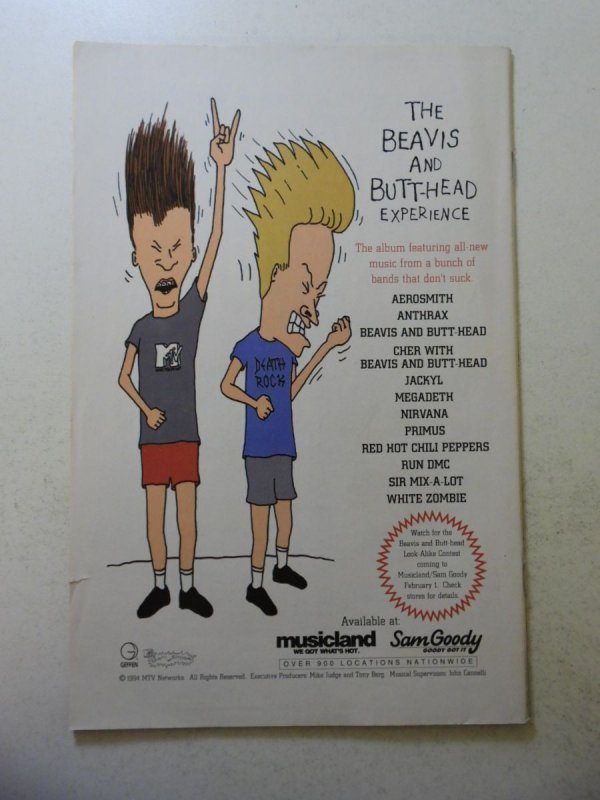 THE
BEAVIS
AND
BUTT-HEAD
EXPERIENCE
The album featuring all-new
music from a bunch of
bands that don't suck.
AEROSMITH
ANTHRAX
BEAVIS AND BUTT-HEAD
CHER WITH
BEAVIS AND BUTT-HEAD
JACKYL
MEGADETH
NIRVANA
PRIMUS
RED HOT CHILI PEPPERS
RUN DMC
SIR MIX-A-LOT
WHITE ZOMBIE
MTV
MUSIC TELEVISION
DEATH
ROCK
Watch for the
Beavis and Butt-head
Look-Alike Contest
coming to
Musicland/Sam Goody
February 1. Check
stores for details.
Available at:
musicland
WE GOT WHAT'S HOT.
Sam Goody
GOODY GOT IT
OVER 900 LOCATIONS NATIONWIDE
GEFFEN
© 1994 MTV Networks. All Rights Reserved. Executive Producers: Mike Judge and Tony Berg. Musical Supervision: John Cannelli